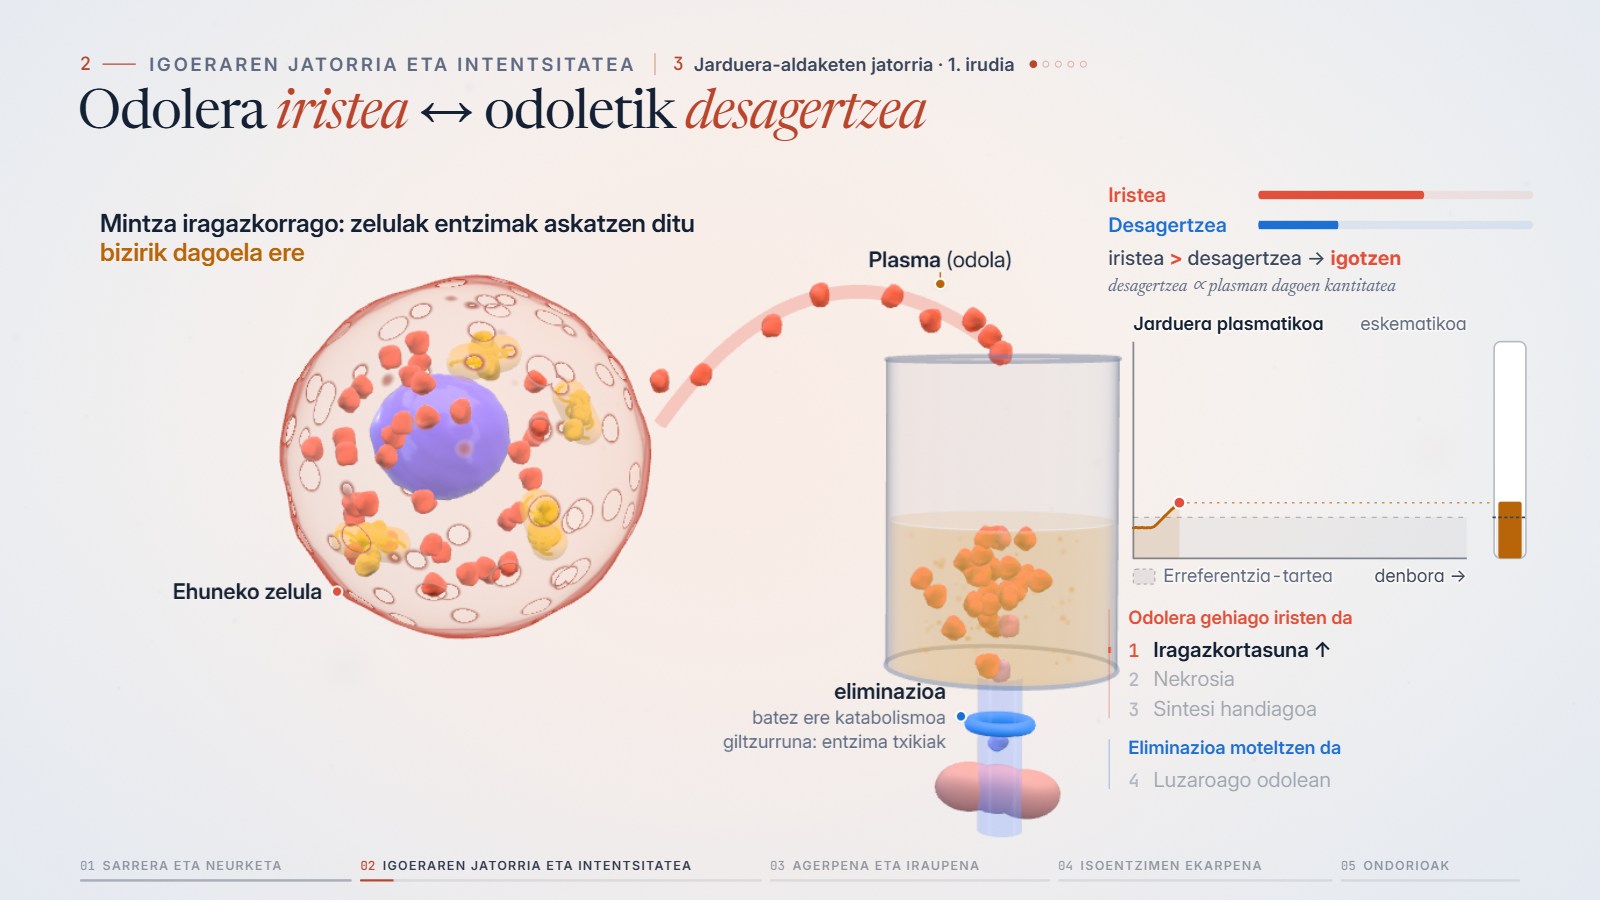 2 — IGOERAREN JATORRIA ETA INTENTSITATEA | 3 Jarduera-aldaketen jatorria · 1. irudia
Odolera iristea ↔ odoletik desagertzea
Mintza iragazkorrago: zelulak entzimak askatzen ditu
bizirik dagoela ere
Ehuneko zelula
Plasma (odola)
eliminazioa
batez ere katabolismoa
giltzurruna: entzima txikiak
Iristea
Desagertzea
iristea > desagertzea → igotzen
desagertzea ∝ plasman dagoen kantitatea
Jarduera plasmatikoa eskematikoa
Erreferentzia-tartea denbora →
Odolera gehiago iristen da
1 Iragazkortasuna ↑
2 Nekrosia
3 Sintesi handiagoa
Eliminazioa moteltzen da
4 Luzaroago odolean
01 SARRERA ETA NEURKETA 02 IGOERAREN JATORRIA ETA INTENTSITATEA 03 AGERPENA ETA IRAUPENA 04 ISOENTZIMEN EKARPENA 05 ONDORIOAK